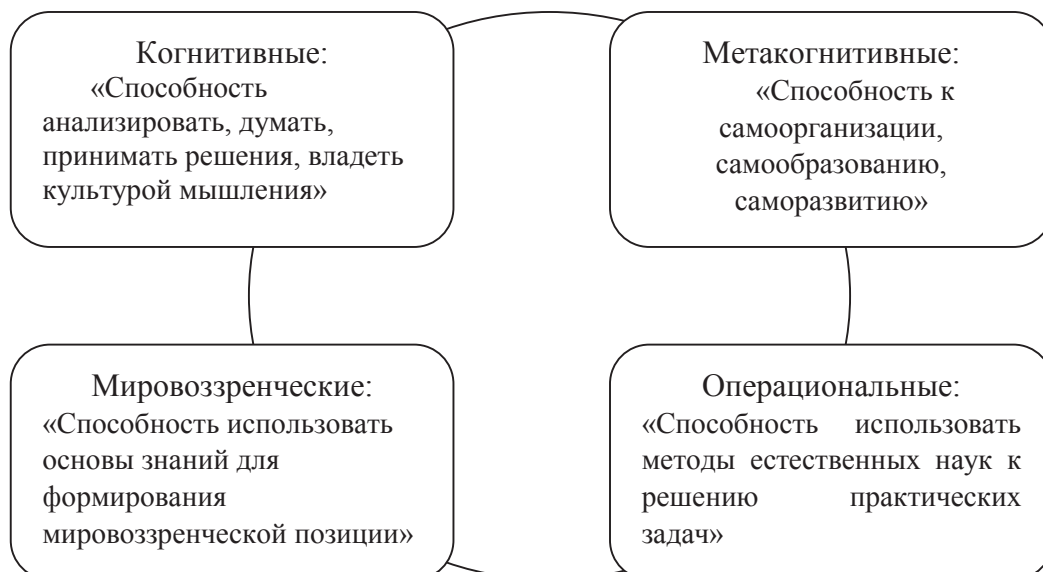 Когнитивные:
«Способность
анализировать, думать,
принимать решения, владеть
культурой мышления»
Метакогнитивные:
«Способность к
самоорганизации,
самообразованию,
саморазвитию»
Мировоззренческие:
«Способность использовать
основы знаний для
формирования
мировоззренческой позиции»
Операциональные:
«Способность использовать
методы естественных наук к
решению практических
задач»